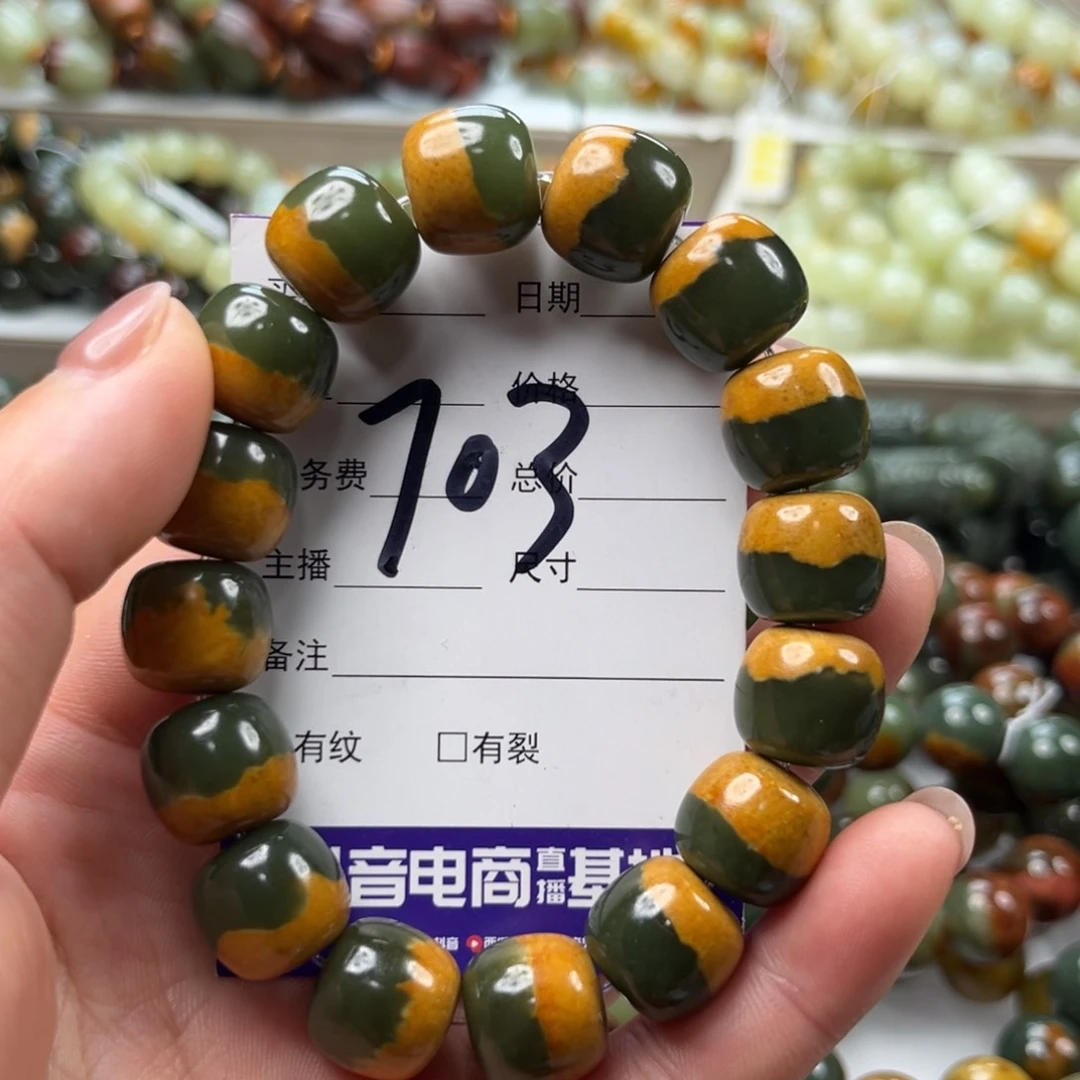 日期
价格
703
务费 总价
主播 尺寸
备注
有纹 □有裂
音电商直播基地